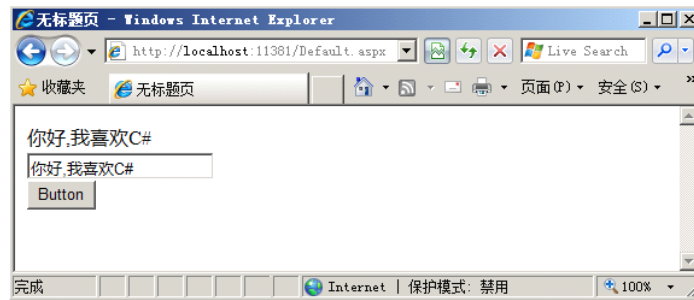 无标题页 - Windows Internet Explorer
http://localhost:11381/Default.aspx Live Search
收藏夹 无标题页 页面(P) 安全(S) »
你好,我喜欢C#
你好,我喜欢C#
Button
完成 Internet | 保护模式: 禁用 100%